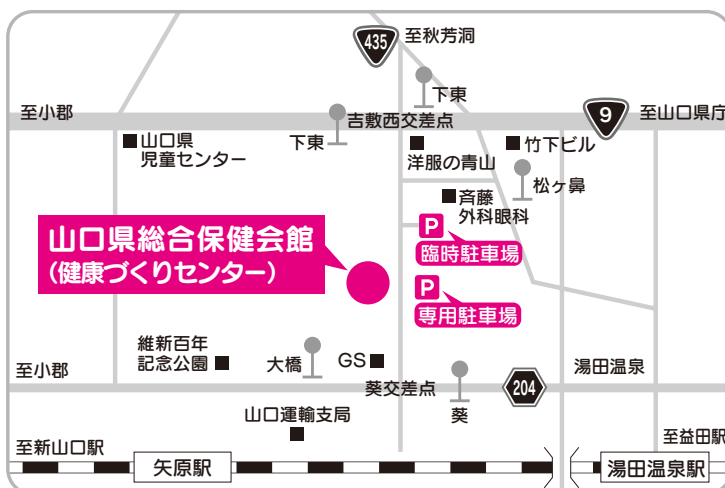 435
至秋芳洞
下東
至小郡
吉敷西交差点
9
至山口県庁
山口県
児童センター
下東
洋服の青山
竹下ビル
松ヶ鼻
斉藤
外科眼科
P
臨時駐車場
山口県総合保健会館
(健康づくりセンター)
P
専用駐車場
維新百年
記念公園
大橋
GS
湯田温泉
至小郡
葵交差点
葵
204
山口運輸支局
至新山口駅
至益田駅
矢原駅
湯田温泉駅